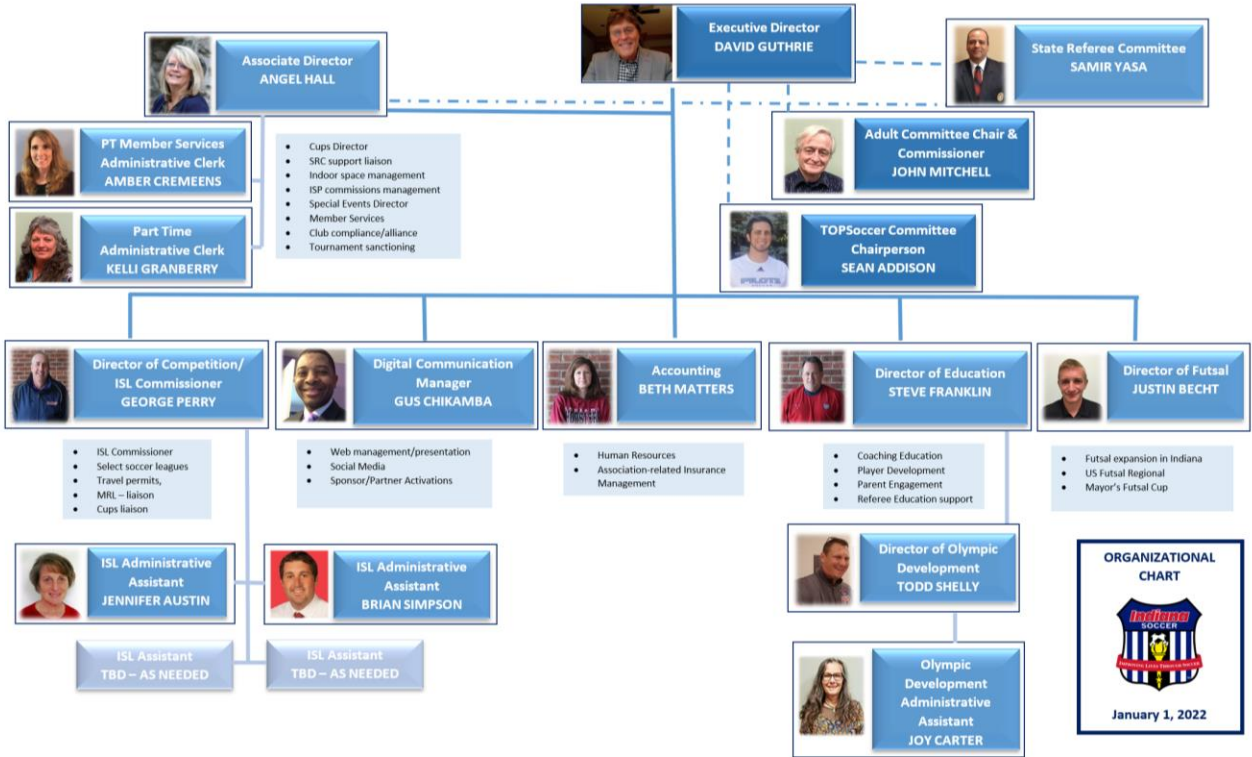 Executive Director
DAVID GUTHRIE
State Referee Committee
SAMIR YASA
Associate Director
ANGEL HALL
Adult Committee Chair &
Commissioner
JOHN MITCHELL
PT Member Services
Administrative Clerk
AMBER CREMEENS
• Cups Director
• SRC support liaison
• Indoor space management
• ISP commissions management
• Special Events Director
• Member Services
• Club compliance/alliance
• Tournament sanctioning
Part Time
Administrative Clerk
KELLI GRANBERRY
TOPSoccer Committee
Chairperson
SEAN ADDISON
Director of Competition/
ISL Commissioner
GEORGE PERRY
Digital Communication
Manager
GUS CHIKAMBA
Accounting
BETH MATTERS
Director of Education
STEVE FRANKLIN
Director of Futsal
JUSTIN BECHT
• ISL Commissioner
• Select soccer leagues
• Travel permits,
• MRL – liaison
• Cups liaison
• Web management/presentation
• Social Media
• Sponsor/Partner Activations
• Human Resources
• Association-related Insurance
Management
• Coaching Education
• Player Development
• Parent Engagement
• Referee Education support
• Futsal expansion in Indiana
• US Futsal Regional
• Mayor's Futsal Cup
ISL Administrative
Assistant
JENNIFER AUSTIN
ISL Administrative
Assistant
BRIAN SIMPSON
Director of Olympic
Development
TODD SHELLY
ISL Assistant
TBD – AS NEEDED
ISL Assistant
TBD – AS NEEDED
Olympic
Development
Administrative
Assistant
JOY CARTER
ORGANIZATIONAL
CHART
Indiana
SOCCER
IMPROVING LIVES THROUGH SOCCER
January 1, 2022